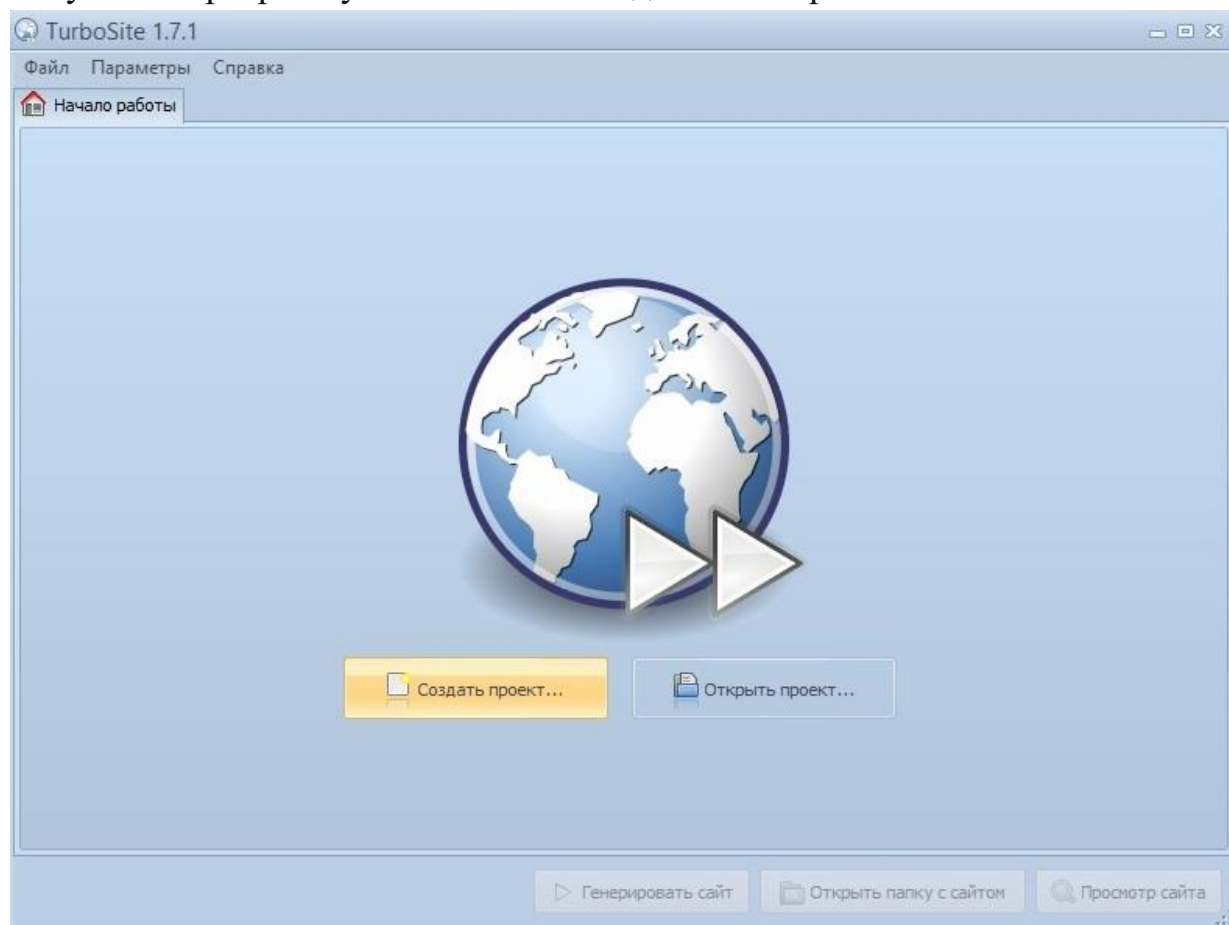 TurboSite 1.7.1
Файл Параметры Справка
Начало работы
Создать проект... Открыть проект...
Генерировать сайт Открыть папку с сайтом Просмотр сайта